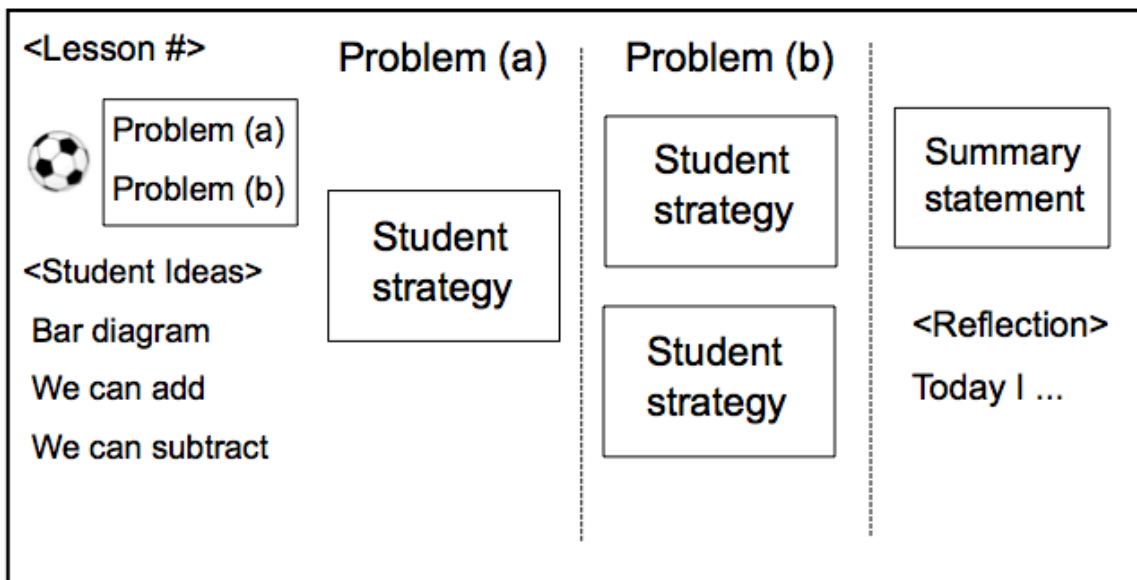 <Lesson #>
Problem (a)
Problem (b)
<Student Ideas>
Bar diagram
We can add
We can subtract
Problem (a)
Student
strategy
Problem (b)
Student
strategy
Student
strategy
Summary
statement
<Reflection>
Today I ...